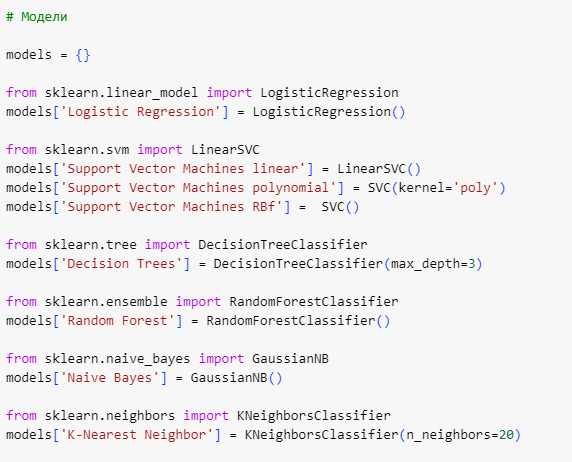 # Модели
models = {}
from sklearn.linear_model import LogisticRegression
models['Logistic Regression'] = LogisticRegression()
from sklearn.svm import LinearSVC
models['Support Vector Machines linear'] = LinearSVC()
models['Support Vector Machines polynomial'] = SVC(kernel='poly')
models['Support Vector Machines RBf'] =  SVC()
from sklearn.tree import DecisionTreeClassifier
models['Decision Trees'] = DecisionTreeClassifier(max_depth=3)
from sklearn.ensemble import RandomForestClassifier
models['Random Forest'] = RandomForestClassifier()
from sklearn.naive_bayes import GaussianNB
models['Naive Bayes'] = GaussianNB()
from sklearn.neighbors import KNeighborsClassifier
models['K-Nearest Neighbor'] = KNeighborsClassifier(n_neighbors=20)